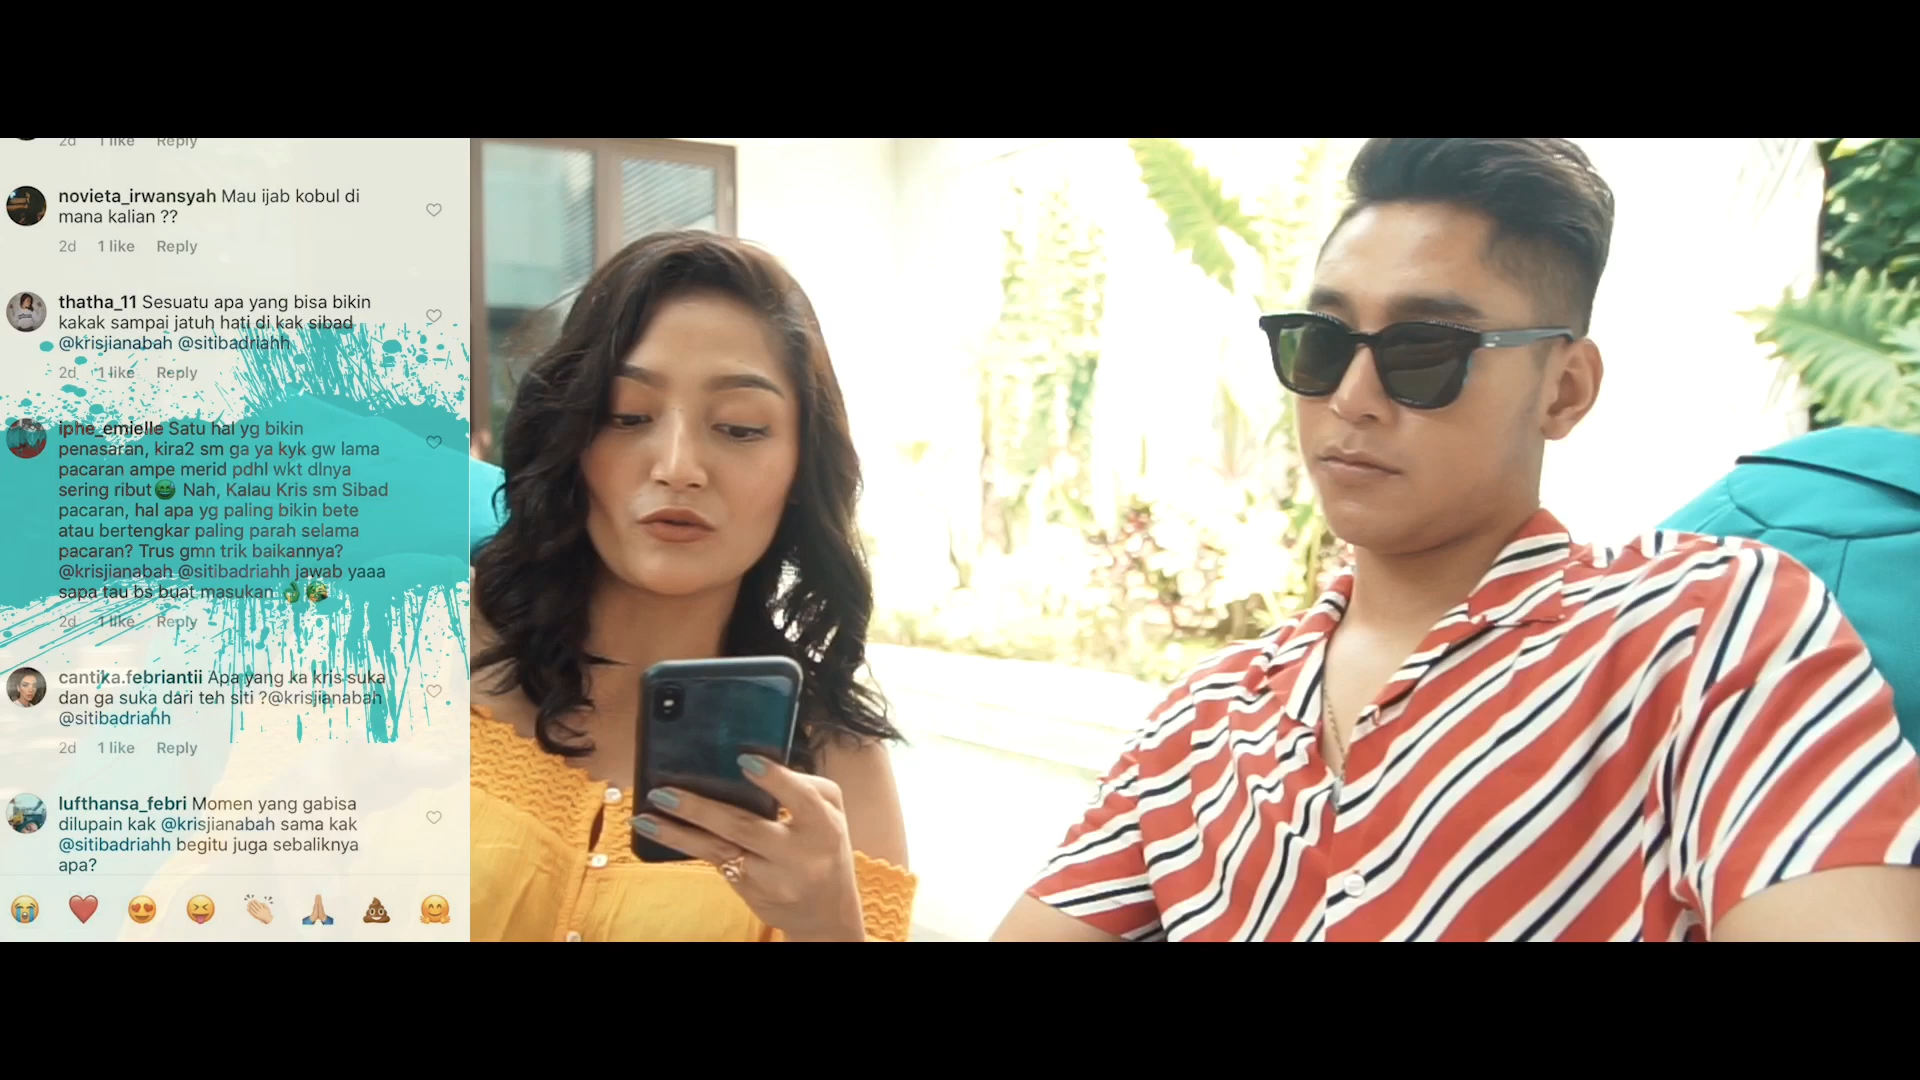 2d 1 like Reply
novieta_irwansyah Mau ijab kobul di
mana kalian ??
2d 1 like Reply
thatha_11 Sesuatu apa yang bisa bikin
kakak sampai jatuh hati di kak sibad
@krisjianabah @sitibadriahh
2d 1 like Reply
iphe_emielle Satu hal yg bikin
penasaran, kira2 sm ga ya kyk gw lama
pacaran ampe merid pdhl wkt dlnya
sering ribut😄 Nah, Kalau Kris sm Sibad
pacaran, hal apa yg paling bikin bete
atau bertengkar paling parah selama
pacaran? Trus gmn trik baikannya?
@krisjianabah @sitibadriahh jawab yaaa
sapa tau bs buat masukan
2d 1 like Reply
cantika.febriantii Apa yang ka kris suka
dan ga suka dari teh siti ?@krisjianabah
@sitibadriahh
2d 1 like Reply
lufthansa_febri Momen yang gabisa
dilupain kak @krisjianabah sama kak
@sitibadriahh begitu juga sebaliknya
apa?